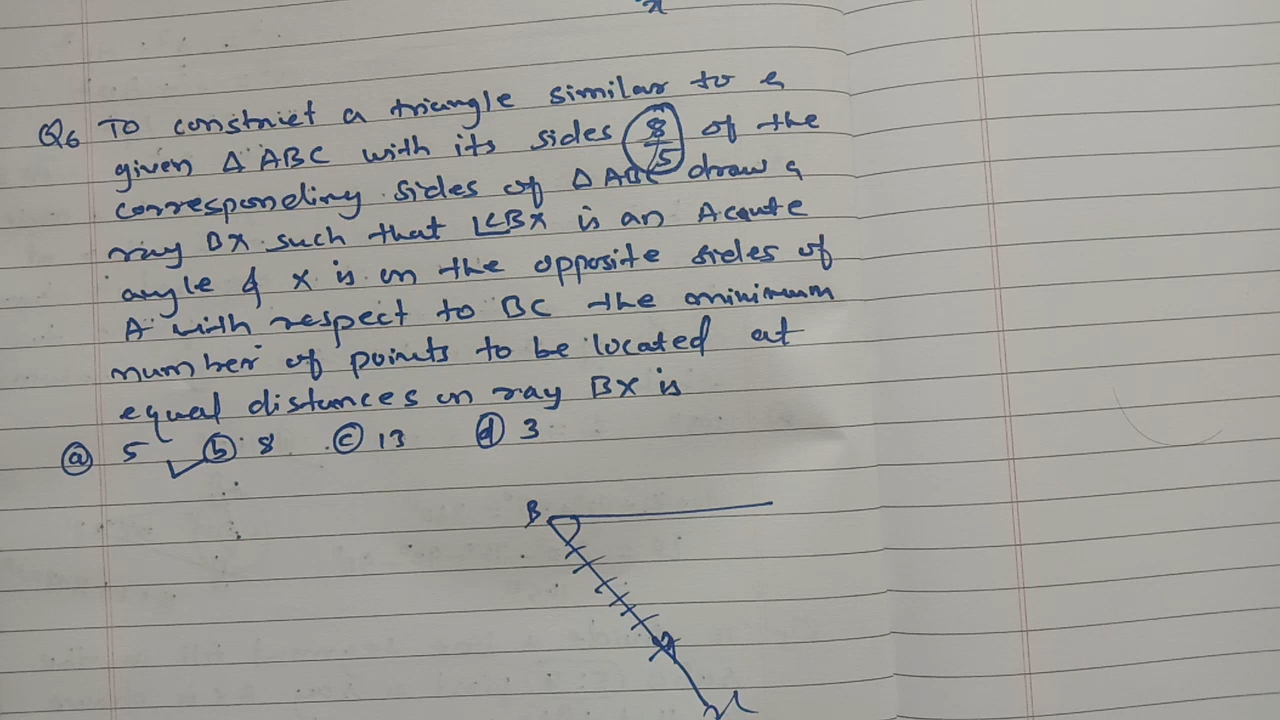 x
Q6 To construct a triangle similar to a
given Δ ABC with its sides 8/5 of the
corresponding sides of Δ ABC draw a
ray BX such that ∠CBX is an Acute
angle & X is on the opposite sides of
A with respect to BC the minimum
number of points to be located at
equal distances on ray BX is
ⓐ 5 ⓑ 8 ⓒ 13 ⓓ 3
B
x